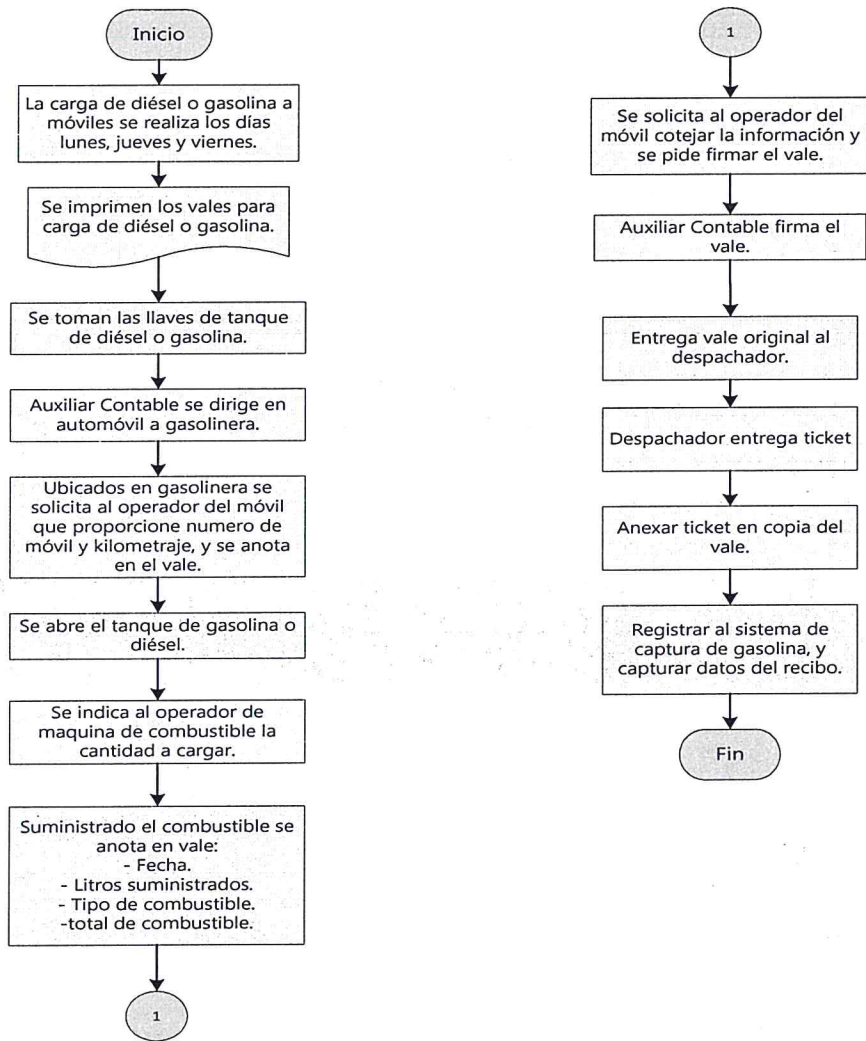 Inicio
La carga de diésel o gasolina a
móviles se realiza los días
lunes, jueves y viernes.
Se imprimen los vales para
carga de diésel o gasolina.
Se toman las llaves de tanque
de diésel o gasolina.
Auxiliar Contable se dirige en
automóvil a gasolinera.
Ubicados en gasolinera se
solicita al operador del móvil
que proporcione numero de
móvil y kilometraje, y se anota
en el vale.
Se abre el tanque de gasolina o
diésel.
Se indica al operador de
maquina de combustible la
cantidad a cargar.
Suministrado el combustible se
anota en vale:
- Fecha.
- Litros suministrados.
- Tipo de combustible.
-total de combustible.
1
1
Se solicita al operador del
móvil cotejar la información y
se pide firmar el vale.
Auxiliar Contable firma el
vale.
Entrega vale original al
despachador.
Despachador entrega ticket
Anexar ticket en copia del
vale.
Registrar al sistema de
captura de gasolina, y
capturar datos del recibo.
Fin